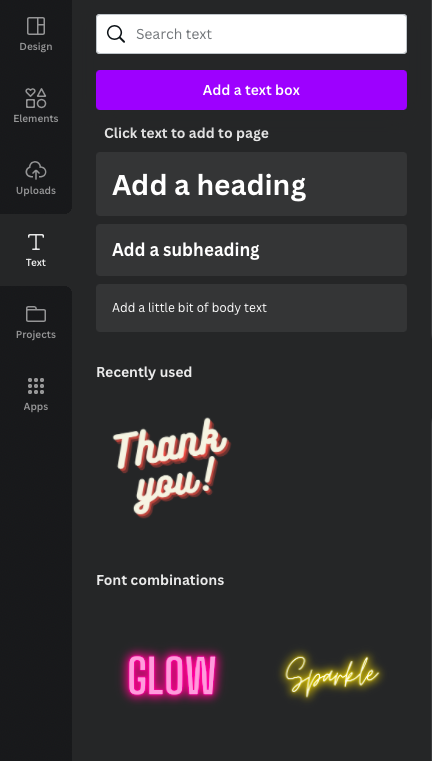 Design
Elements
Uploads
Text
Projects
Apps
Search text
Add a text box
Click text to add to page
Add a heading
Add a subheading
Add a little bit of body text
Recently used
Thank
you!
Font combinations
GLOW
Sparkle